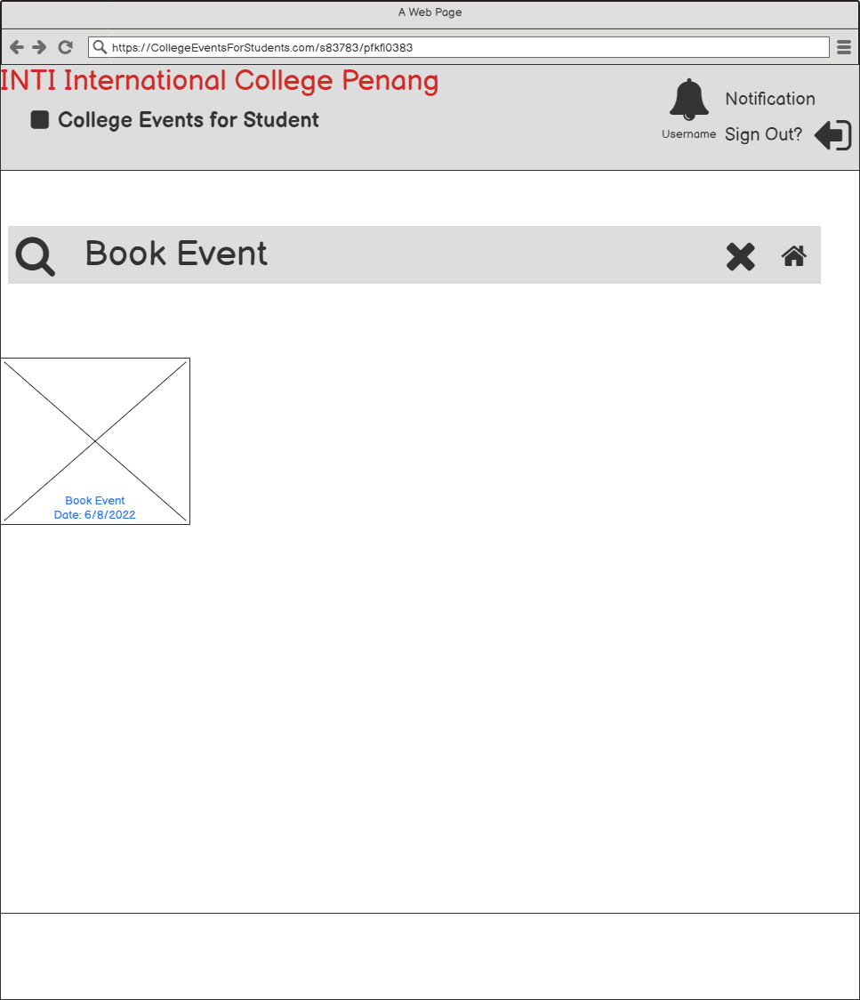 A Web Page
https://CollegeEventsForStudents.com/s83783/pfkfi0383
INTI International College Penang
College Events for Student
Notification
Username
Sign Out?
Book Event
Book Event
Date: 6/8/2022